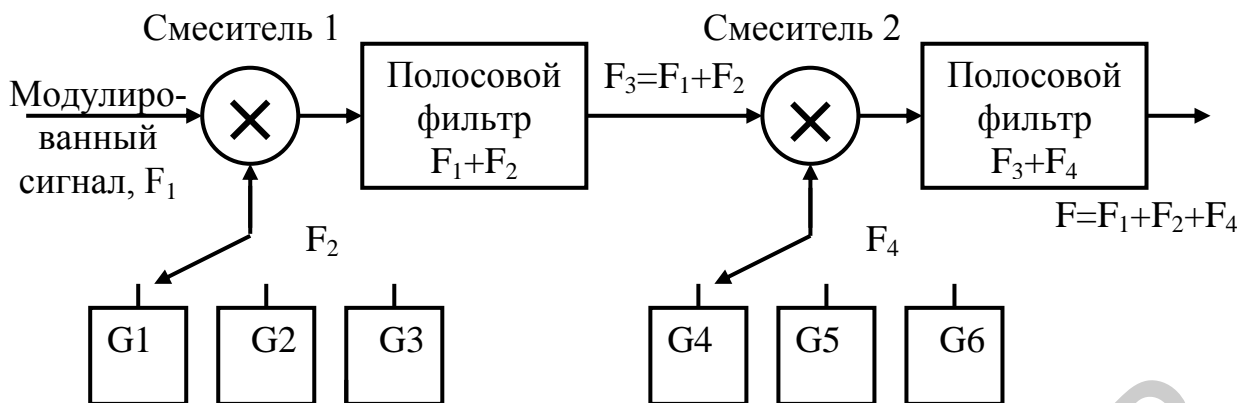 Смеситель 1
Модулиро-
ванный
сигнал, F₁
Полосовой
фильтр
F₁+F₂
F₃=F₁+F₂
Смеситель 2
Полосовой
фильтр
F₃+F₄
F=F₁+F₂+F₄
F₂
F₄
G1 G2 G3 G4 G5 G6